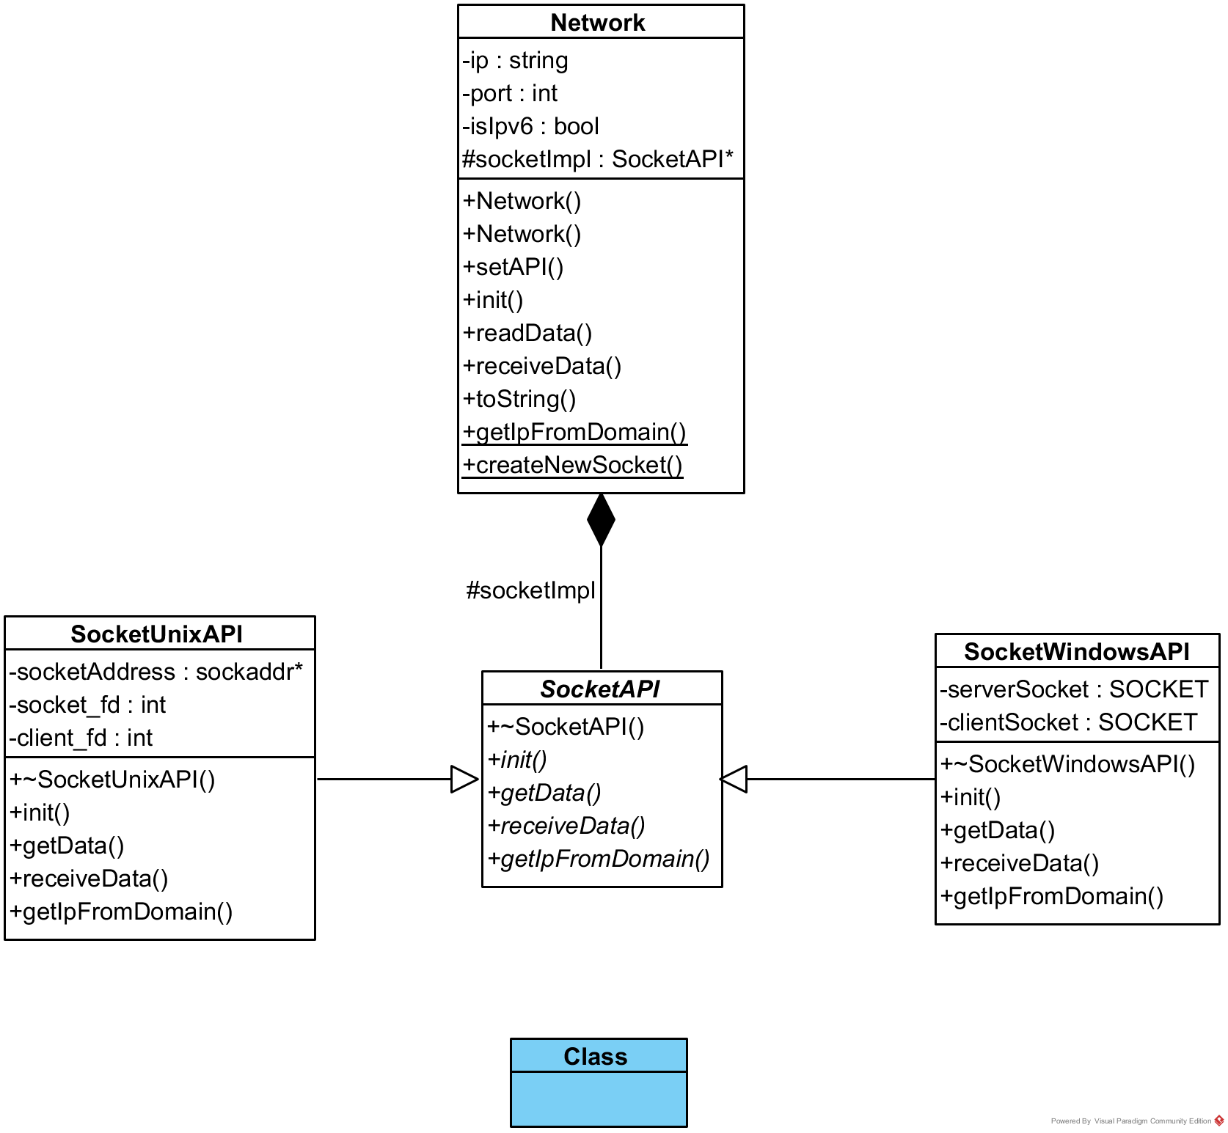 Network
-ip : string
-port : int
-isIpv6 : bool
#socketImpl : SocketAPI*
+Network()
+Network()
+setAPI()
+init()
+readData()
+receiveData()
+toString()
+getIpFromDomain()
+createNewSocket()
#socketImpl
SocketUnixAPI
-socketAddress : sockaddr*
-socket_fd : int
-client_fd : int
+~SocketUnixAPI()
+init()
+getData()
+receiveData()
+getIpFromDomain()
SocketAPI
+~SocketAPI()
+init()
+getData()
+receiveData()
+getIpFromDomain()
SocketWindowsAPI
-serverSocket : SOCKET
-clientSocket : SOCKET
+~SocketWindowsAPI()
+init()
+getData()
+receiveData()
+getIpFromDomain()
Class
Powered By Visual Paradigm Community Edition